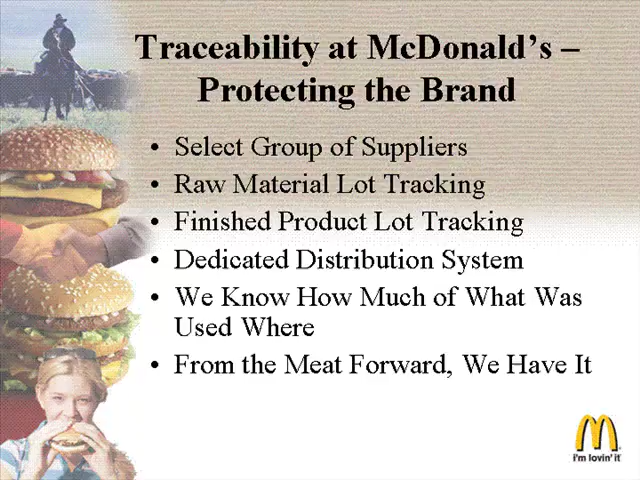 Traceability at McDonald's –
Protecting the Brand
• Select Group of Suppliers
• Raw Material Lot Tracking
• Finished Product Lot Tracking
• Dedicated Distribution System
• We Know How Much of What Was
Used Where
• From the Meat Forward, We Have It
i'm lovin' it